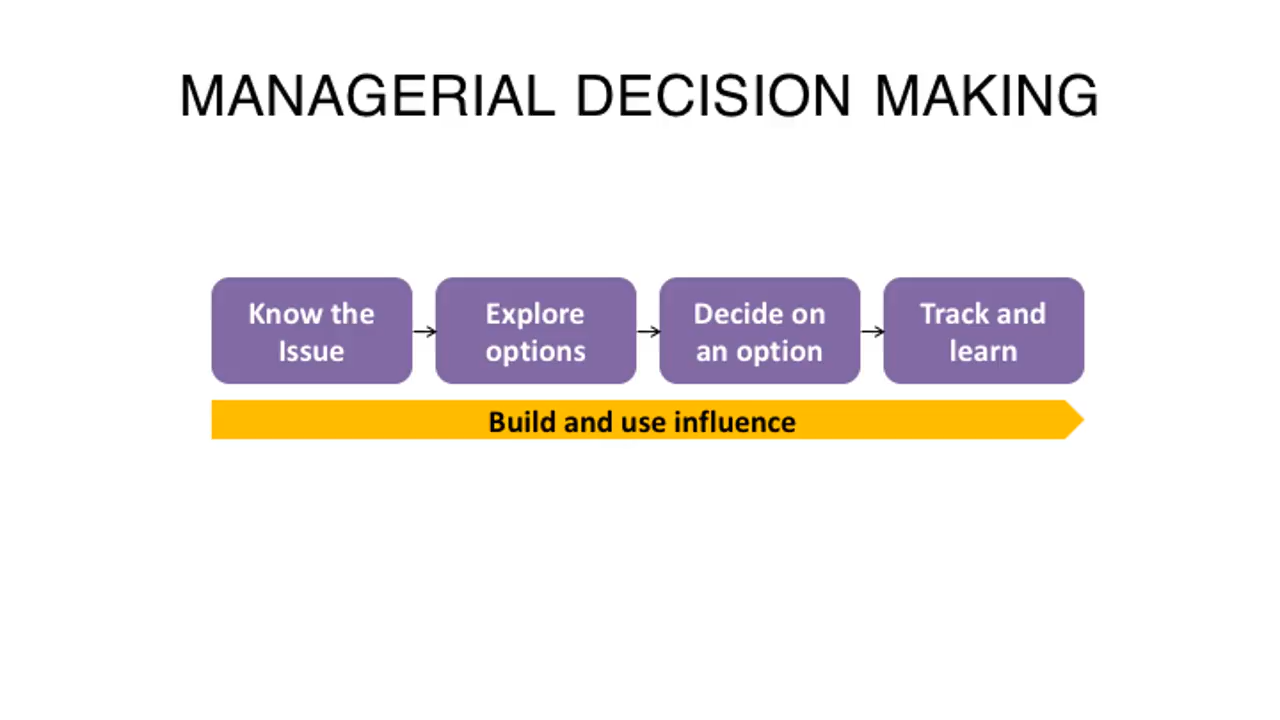 MANAGERIAL DECISION MAKING
Know the
Issue
Explore
options
Decide on
an option
Track and
learn
Build and use influence